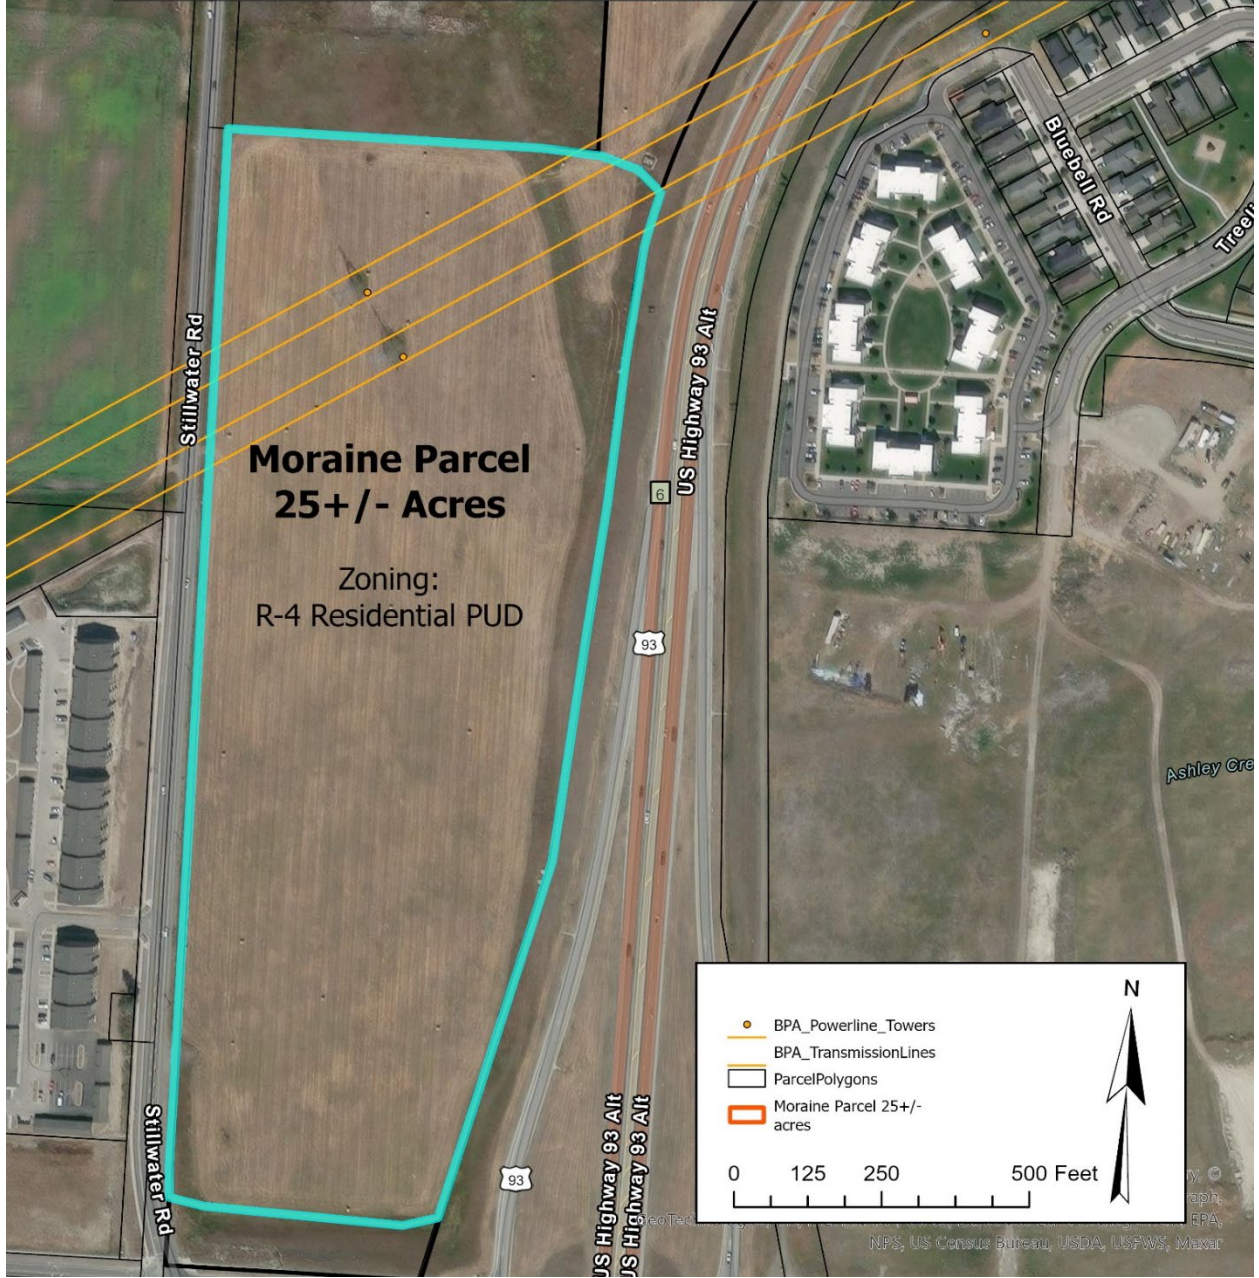 Bluebell Rd
Stillwater Rd
US Highway 93 Alt
Moraine Parcel
25+/- Acres
6
Zoning:
R-4 Residential PUD
93
Ashley Cre
N
BPA_Powerline_Towers
BPA_TransmissionLines
ParcelPolygons
Moraine Parcel 25+/-
acres
0 125 250 500 Feet
Stillwater Rd
93
US Highway 93 Alt
US Highway 93 Alt
EPA,
NPS, US Census Bureau, USDA, USFWS, Maxar